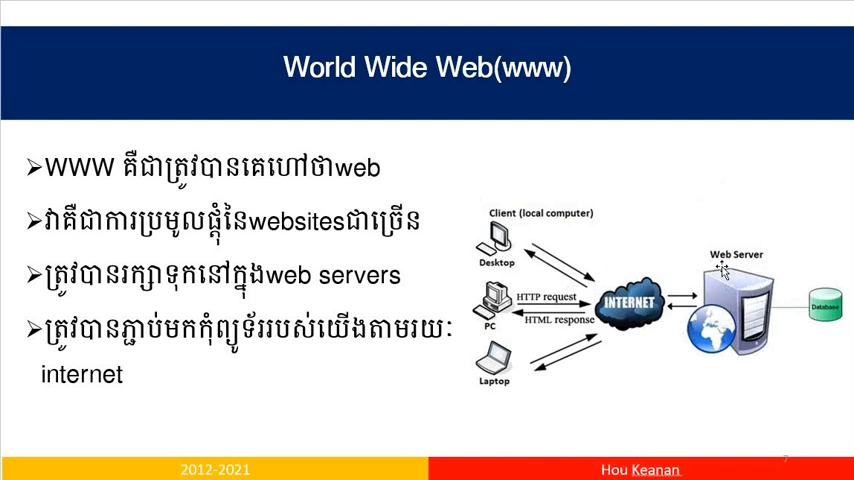 World Wide Web(www)
➢WWW គឺជាត្រូវបានគេហៅថាweb
➢វាគឺជាការប្រមូលផ្តុំនៃwebsitesជាច្រើន
➢ត្រូវបានរក្សាទុកនៅក្នុងweb servers
➢ត្រូវបានភ្ជាប់មកកុំព្យូទ័ររបស់យើងតាមរយៈ
internet
Client (local computer)
Desktop
PC
Laptop
HTTP request
HTML response
INTERNET
Web Server
Database
7
2012-2021
Hou Keanan